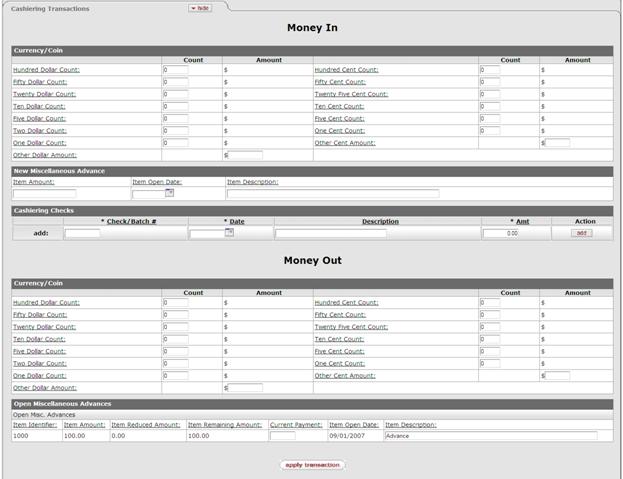 Cashiering Transactions
hide
Money In
Currency/Coin
Count Amount Count Amount
Hundred Dollar Count: 0 $ Hundred Cent Count: 0 $
Fifty Dollar Count: 0 $ Fifty Cent Count: 0 $
Twenty Dollar Count: 0 $ Twenty Five Cent Count: 0 $
Ten Dollar Count: 0 $ Ten Cent Count: 0 $
Five Dollar Count: 0 $ Five Cent Count: 0 $
Two Dollar Count: 0 $ One Cent Count: 0 $
One Dollar Count: 0 $ Other Cent Amount: $
Other Dollar Amount: $
New Miscellaneous Advance
Item Amount: Item Open Date: Item Description:
Cashiering Checks
* Check/Batch # * Date Description * Amt Action
add: 0.00 add
Money Out
Currency/Coin
Count Amount Count Amount
Hundred Dollar Count: 0 $ Hundred Cent Count: 0 $
Fifty Dollar Count: 0 $ Fifty Cent Count: 0 $
Twenty Dollar Count: 0 $ Twenty Five Cent Count: 0 $
Ten Dollar Count: 0 $ Ten Cent Count: 0 $
Five Dollar Count: 0 $ Five Cent Count: 0 $
Two Dollar Count: 0 $ One Cent Count: 0 $
One Dollar Count: 0 $ Other Cent Amount: $
Other Dollar Amount: $
Open Miscellaneous Advances
Open Misc. Advances
Item Identifier: Item Amount: Item Reduced Amount: Item Remaining Amount: Current Payment: Item Open Date: Item Description:
1000 100.00 0.00 100.00 09/01/2007 Advance
apply transaction